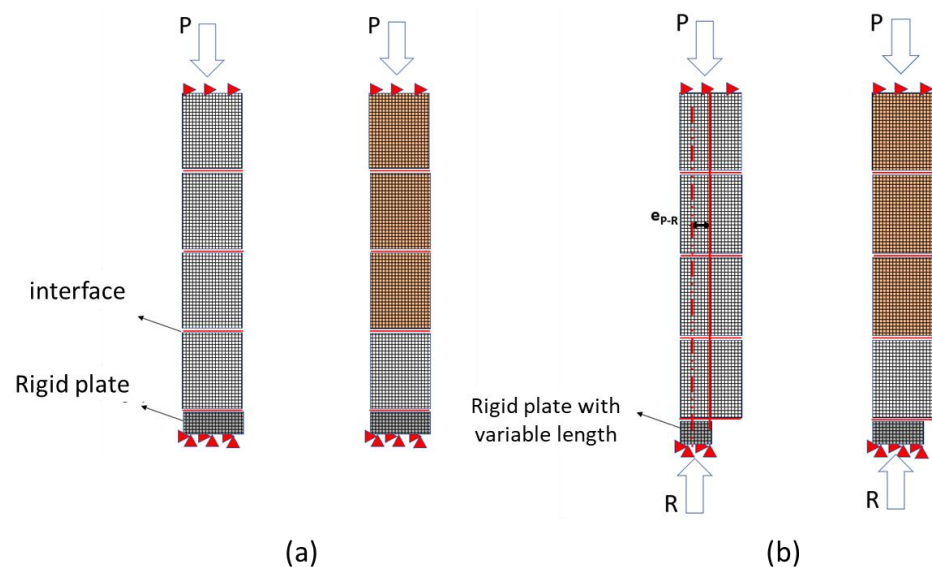 P
P
P
P
e_P-R
interface
Rigid plate
Rigid plate with
variable length
R
R
(a)
(b)